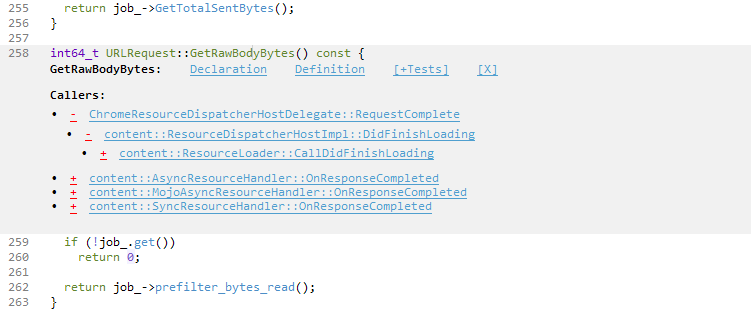 255 return job_->GetTotalSentBytes();
256 }
257
258 int64_t URLRequest::GetRawBodyBytes() const {
GetRawBodyBytes: Declaration Definition [+Tests] [X]
Callers:
• - ChromeResourceDispatcherHostDelegate::RequestComplete
• - content::ResourceDispatcherHostImpl::DidFinishLoading
• + content::ResourceLoader::CallDidFinishLoading
• + content::AsyncResourceHandler::OnResponseCompleted
• + content::MojoAsyncResourceHandler::OnResponseCompleted
• + content::SyncResourceHandler::OnResponseCompleted
259 if (!job_.get())
260 return 0;
261
262 return job_->prefilter_bytes_read();
263 }